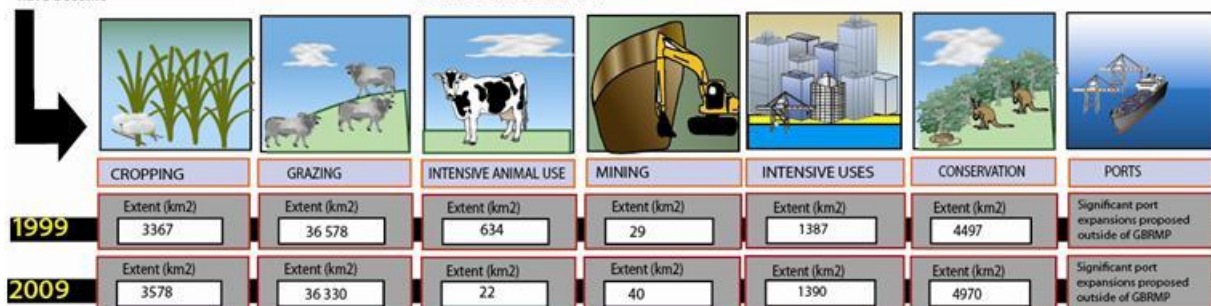 CROPPING GRAZING INTENSIVE ANIMAL USE MINING INTENSIVE USES CONSERVATION PORTS
1999
Extent (km2) Extent (km2) Extent (km2) Extent (km2) Extent (km2) Extent (km2)
3367 36 578 634 29 1387 4497
Significant port
expansions proposed
outside of GBRMP
2009
Extent (km2) Extent (km2) Extent (km2) Extent (km2) Extent (km2) Extent (km2)
3578 36 330 22 40 1390 4970
Significant port
expansions proposed
outside of GBRMP